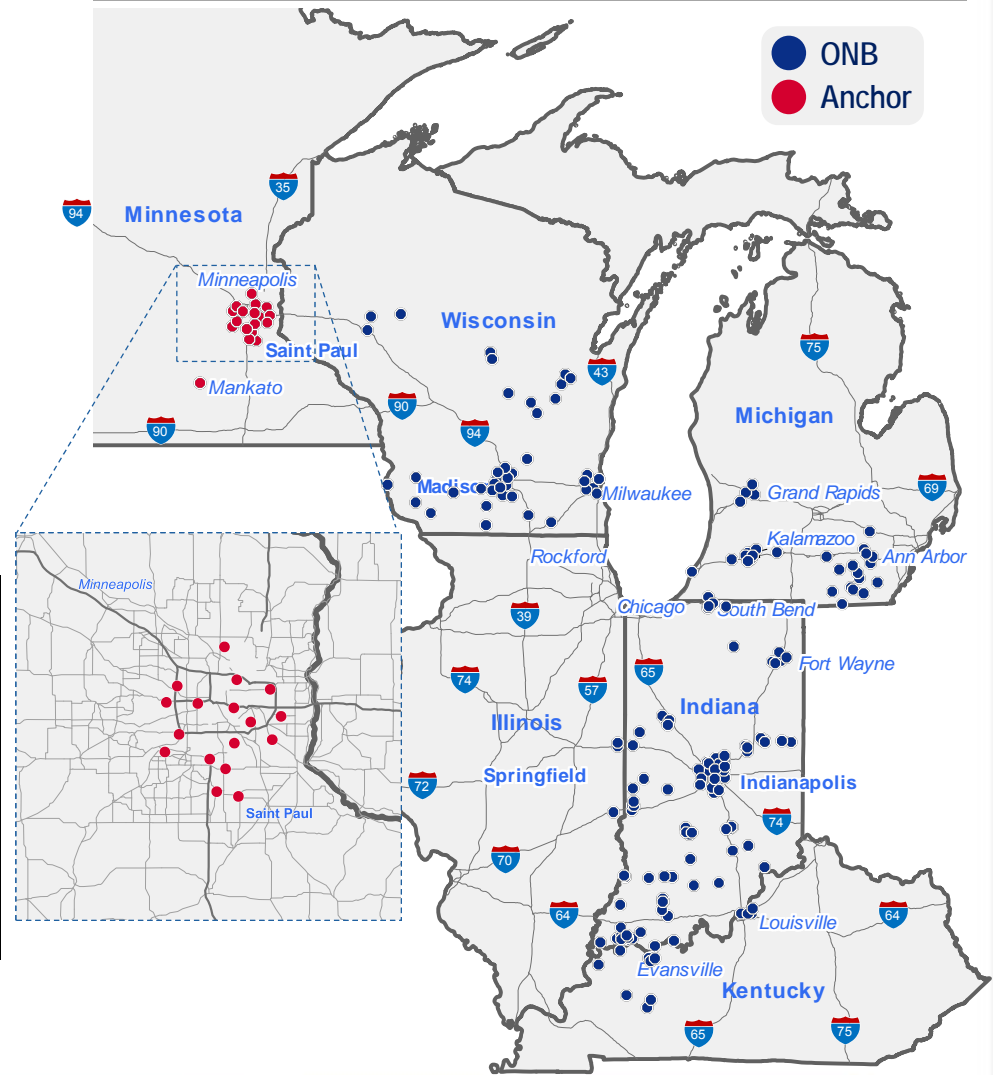 ONB
Anchor
35
94
Minnesota
Minneapolis
Wisconsin
Saint Paul
75
43
Mankato
90
90
94
Michigan
69
Madison
Milwaukee
Grand Rapids
Kalamazoo
Ann Arbor
Rockford
Minneapolis
Chicago
South Bend
39
Fort Wayne
65
74
57
Indiana
Illinois
Springfield
Indianapolis
72
Saint Paul
74
70
64
64
Louisville
Evansville
Kentucky
65
75